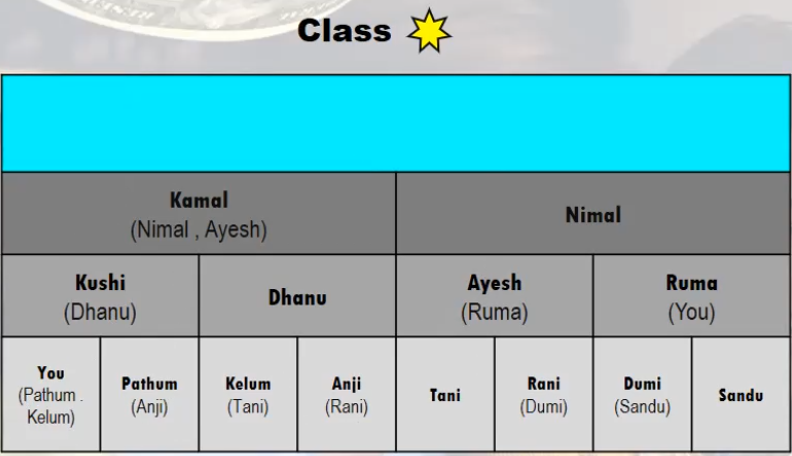 Class
Kamal
(Nimal , Ayesh)
Nimal
Kushi
(Dhanu)
Dhanu
Ayesh
(Ruma)
Ruma
(You)
You
(Pathum .
Kelum)
Pathum
(Anji)
Kelum
(Tani)
Anji
(Rani)
Tani
Rani
(Dumi)
Dumi
(Sandu)
Sandu